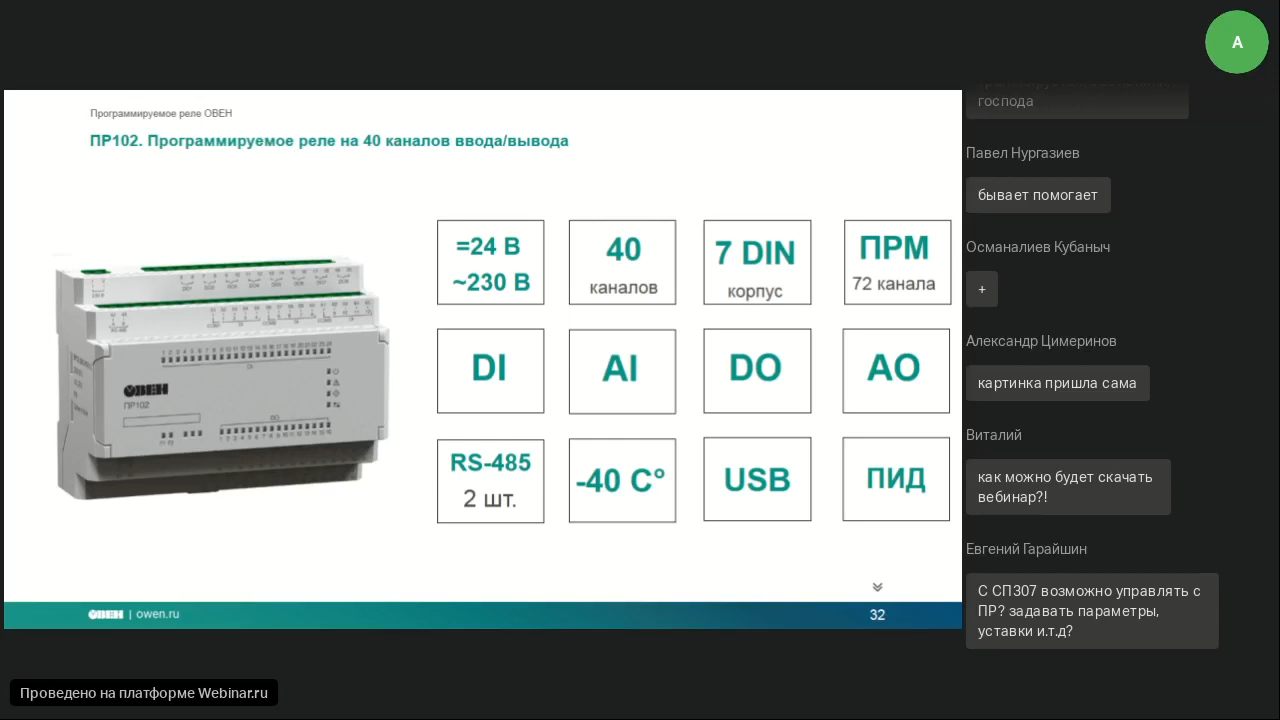 A
Программируемое реле ОВЕН
ПР102. Программируемое реле на 40 каналов ввода/вывода
=24 В
~230 В
40
каналов
7 DIN
корпус
ПРМ
72 канала
DI
AI
DO
AO
RS-485
2 шт.
-40 C°
USB
ПИД
ОВЕН
ПР102
ОВЕН | owen.ru
32
господа
Павел Нургазиев
бывает помогает
Османалиев Кубаныч
+
Александр Цимеринов
картинка пришла сама
Виталий
как можно будет скачать
вебинар?!
Евгений Гарайшин
С СП307 возможно управлять с
ПР? задавать параметры,
уставки и.т.д?
Проведено на платформе Webinar.ru